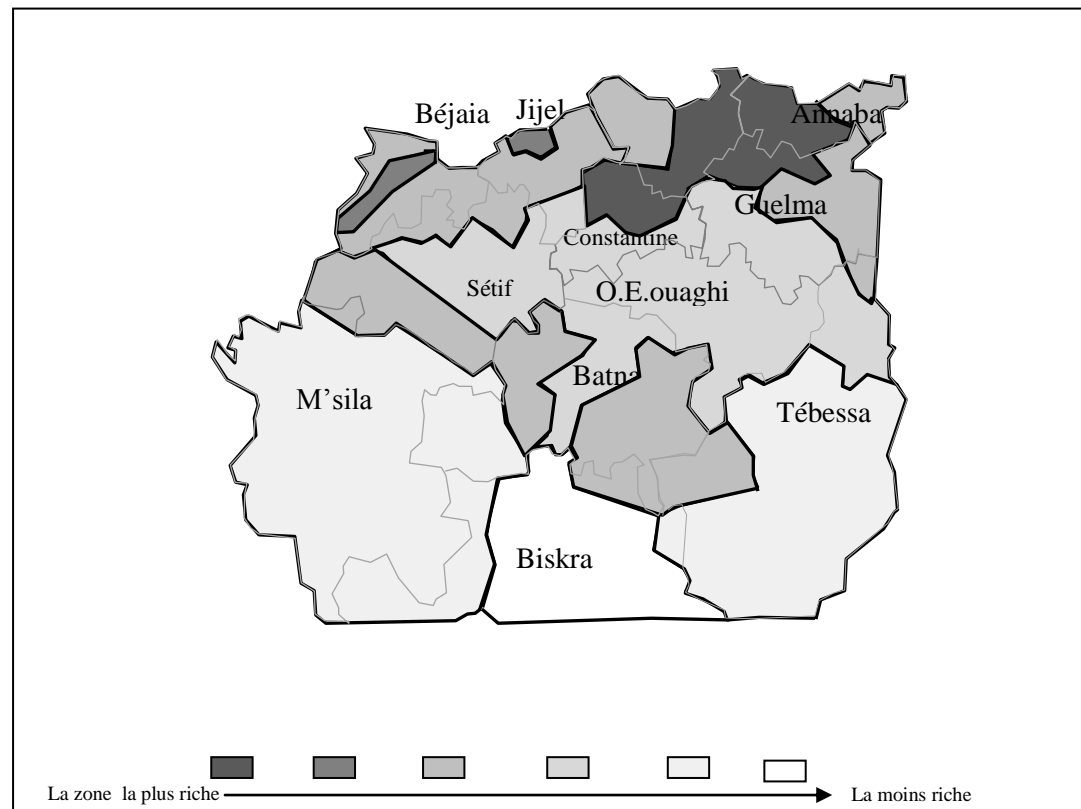 Béjaia
Jijel
Annaba
Guelma
Constantine
Sétif
O.E.ouaghi
Batna
M’sila
Tébessa
Biskra
La zone la plus riche
La moins riche